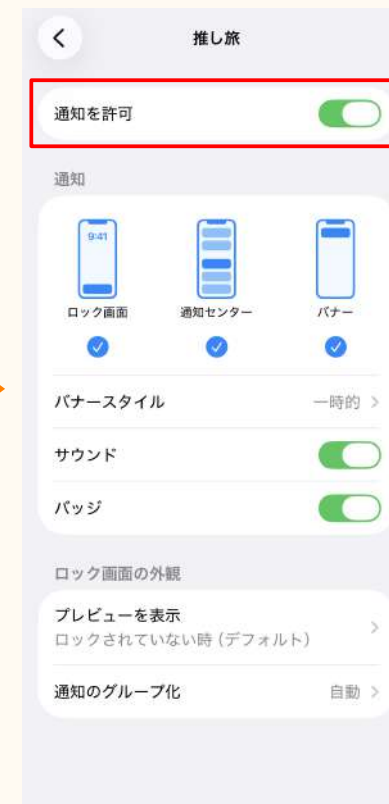 推し旅
通知を許可
通知
9:41
ロック画面
通知センター
バナー
バナースタイル
一時的
サウンド
バッジ
ロック画面の外観
プレビューを表示
ロックされていない時（デフォルト）
通知のグループ化
自動